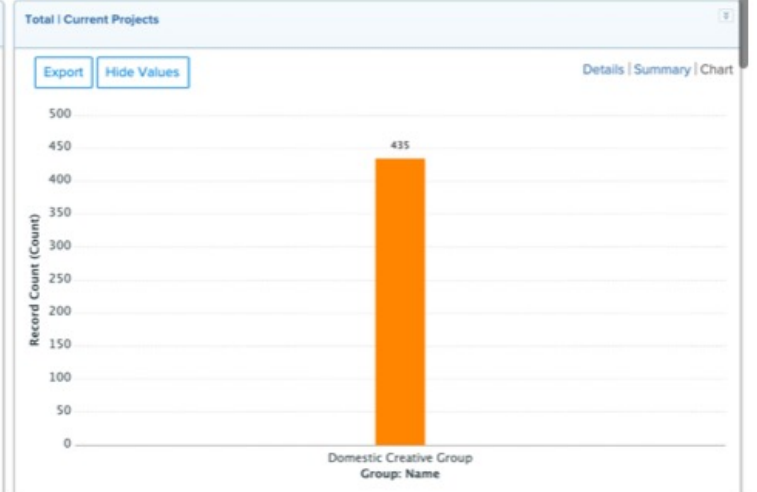 Total | Current Projects
Export Hide Values Details | Summary | Chart
500
450
435
400
350
300
250
200
150
100
50
0
Record Count (Count)
Domestic Creative Group
Group: Name